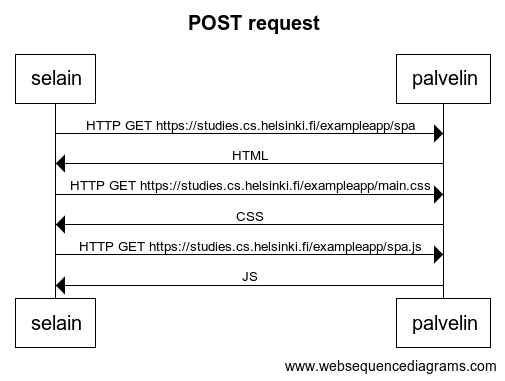 POST request
selain palvelin
HTTP GET https://studies.cs.helsinki.fi/exampleapp/spa
HTML
HTTP GET https://studies.cs.helsinki.fi/exampleapp/main.css
CSS
HTTP GET https://studies.cs.helsinki.fi/exampleapp/spa.js
JS
selain palvelin
www.websequencediagrams.com